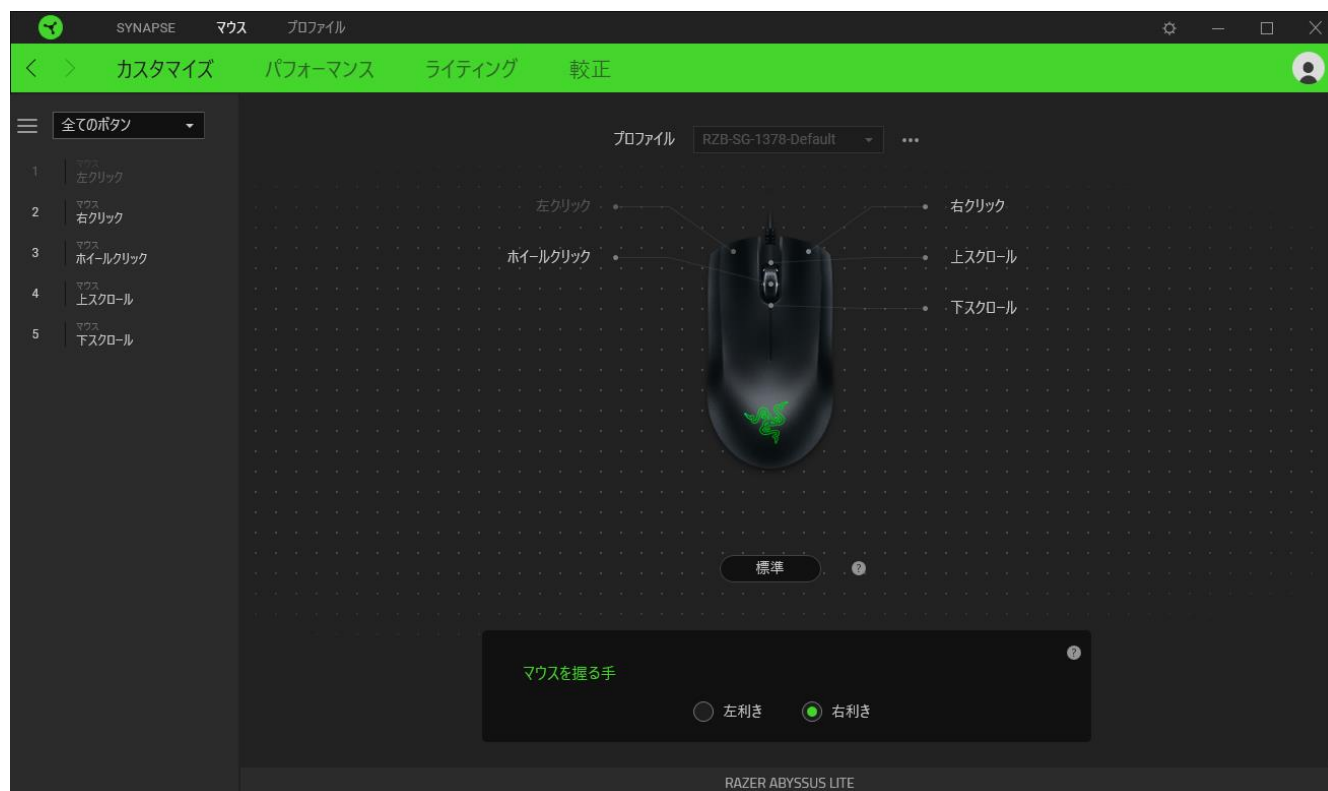 SYNAPSE マウス プロファイル
カスタマイズ パフォーマンス ライティング 較正
全てのボタン
プロファイル RZB-SG-1378-Default
1 マウス
左クリック
2 マウス
右クリック
3 マウス
ホイールクリック
4 マウス
上スクロール
5 マウス
下スクロール
左クリック 右クリック
ホイールクリック 上スクロール
下スクロール
標準 ?
?
マウスを握る手
左利き 右利き
RAZER ABYSSUS LITE